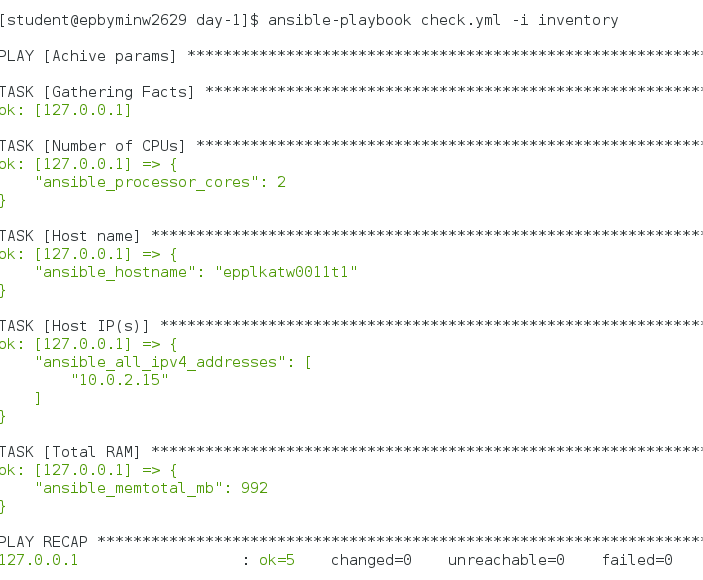 [student@epbyminw2629 day-1]$ ansible-playbook check.yml -i inventory
PLAY [Achive params] **********************************************************
TASK [Gathering Facts] ********************************************************
ok: [127.0.0.1]
TASK [Number of CPUs] *********************************************************
ok: [127.0.0.1] => {
    "ansible_processor_cores": 2
}
TASK [Host name] **************************************************************
ok: [127.0.0.1] => {
    "ansible_hostname": "epplkatw0011t1"
}
TASK [Host IP(s)] *************************************************************
ok: [127.0.0.1] => {
    "ansible_all_ipv4_addresses": [
        "10.0.2.15"
    ]
}
TASK [Total RAM] **************************************************************
ok: [127.0.0.1] => {
    "ansible_memtotal_mb": 992
}
PLAY RECAP ********************************************************************
127.0.0.1                  : ok=5    changed=0    unreachable=0    failed=0